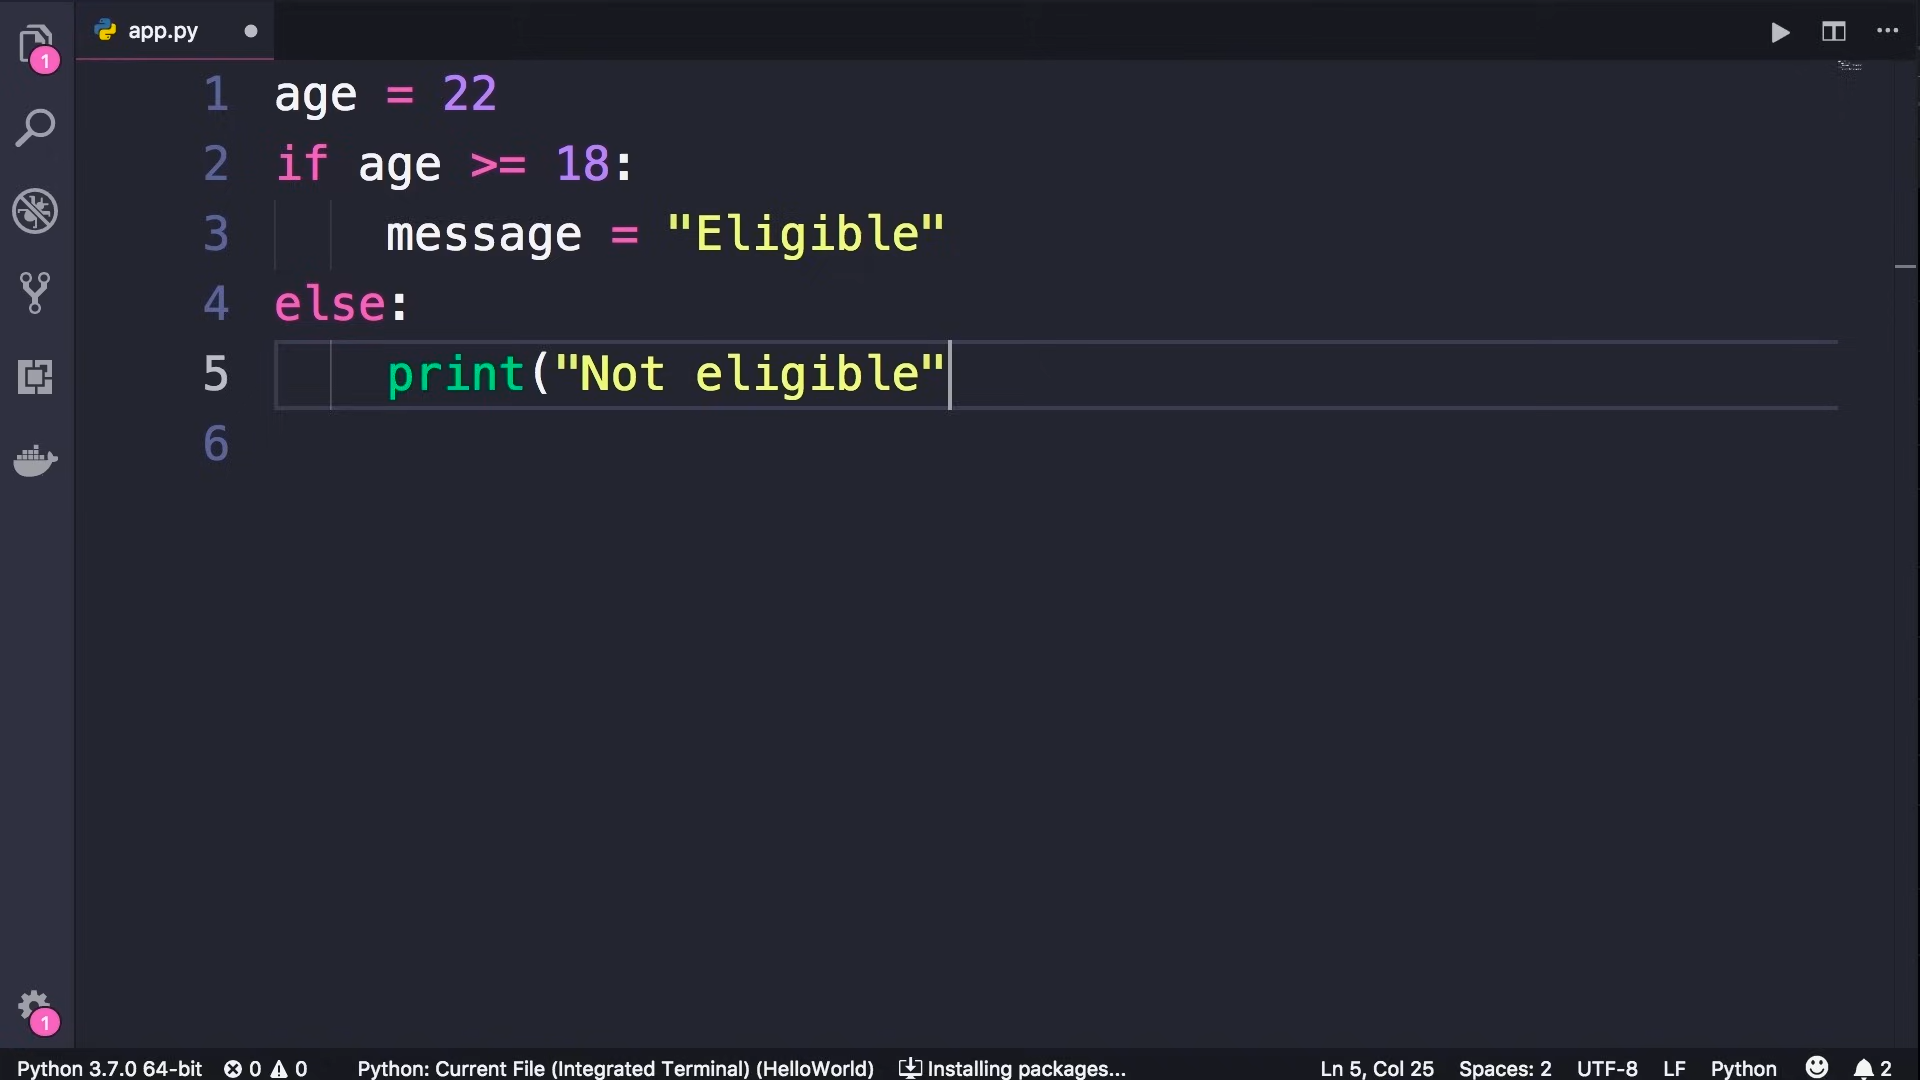 app.py
1
1 age = 22
2 if age >= 18:
3     message = "Eligible"
4 else:
5     print("Not eligible"
6
1
Python 3.7.0 64-bit 0 0 Python: Current File (Integrated Terminal) (HelloWorld) Installing packages... Ln 5, Col 25 Spaces: 2 UTF-8 LF Python 2